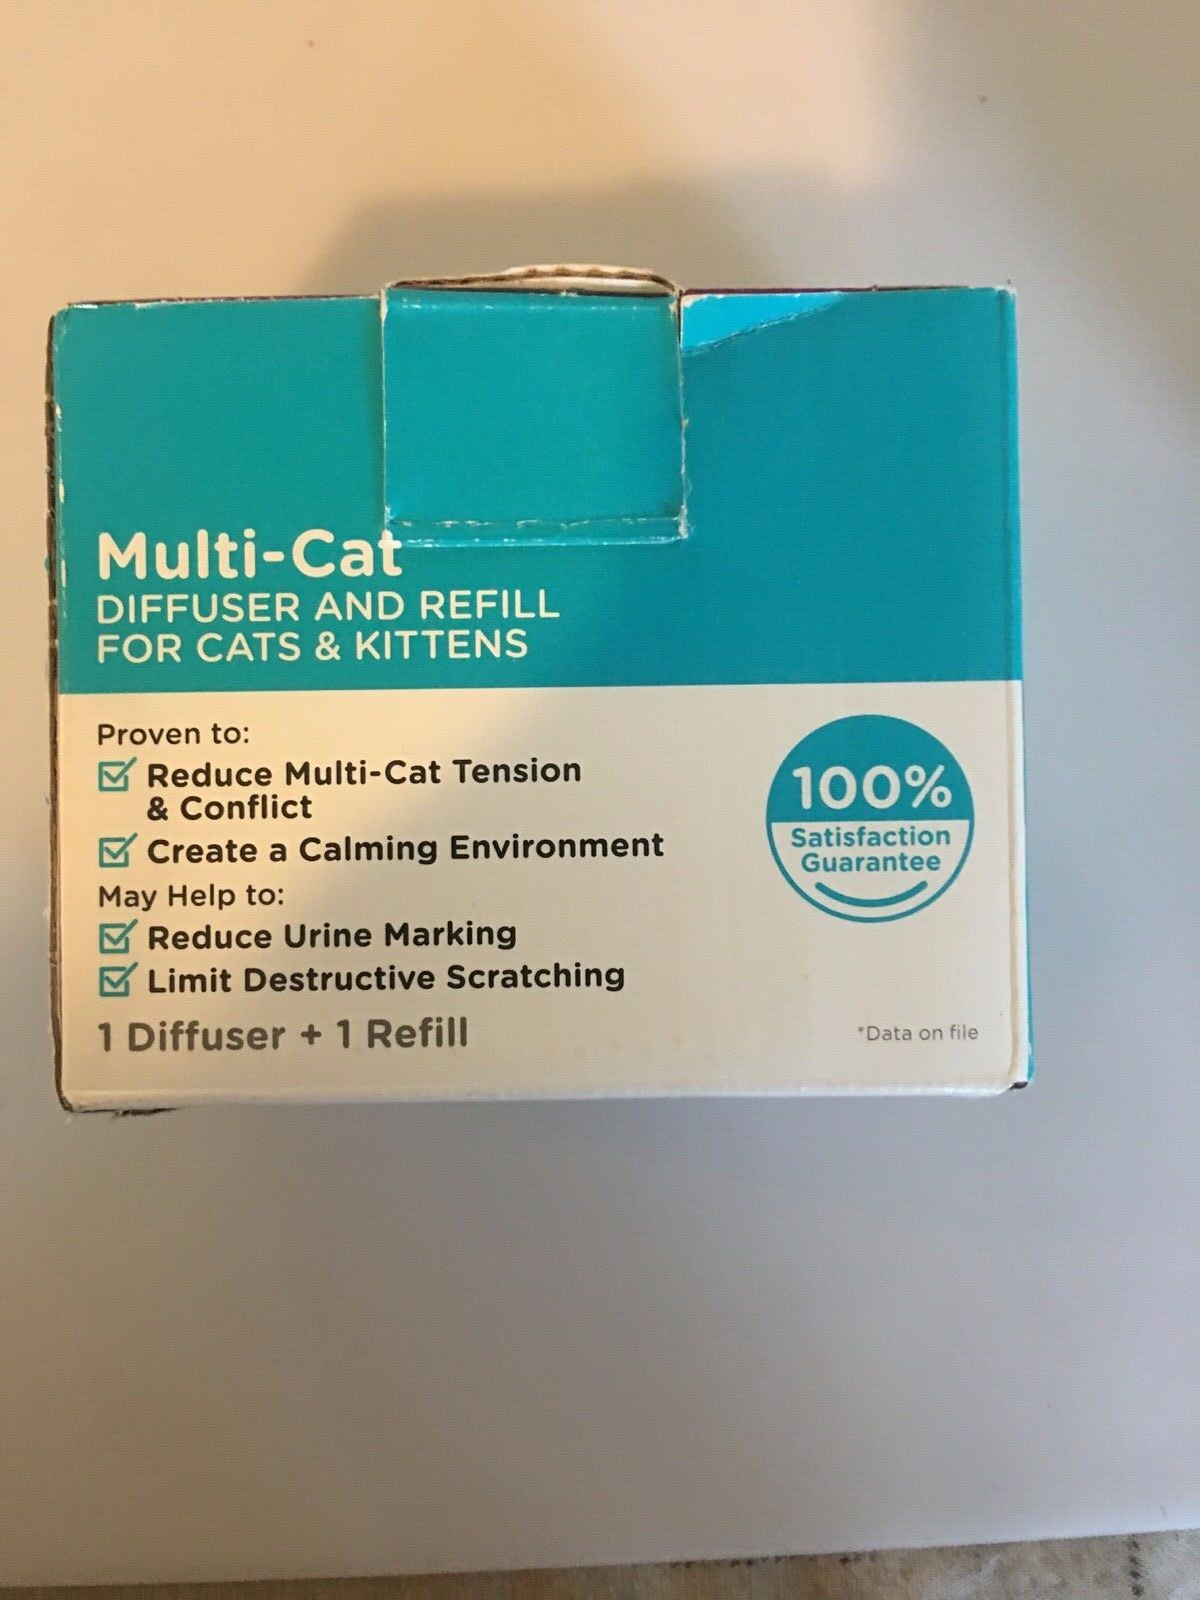 Multi-Cat
DIFFUSER AND REFILL
FOR CATS & KITTENS
Proven to:
Reduce Multi-Cat Tension
& Conflict
Create a Calming Environment
May Help to:
Reduce Urine Marking
Limit Destructive Scratching
1 Diffuser + 1 Refill
100%
Satisfaction
Guarantee
*Data on file